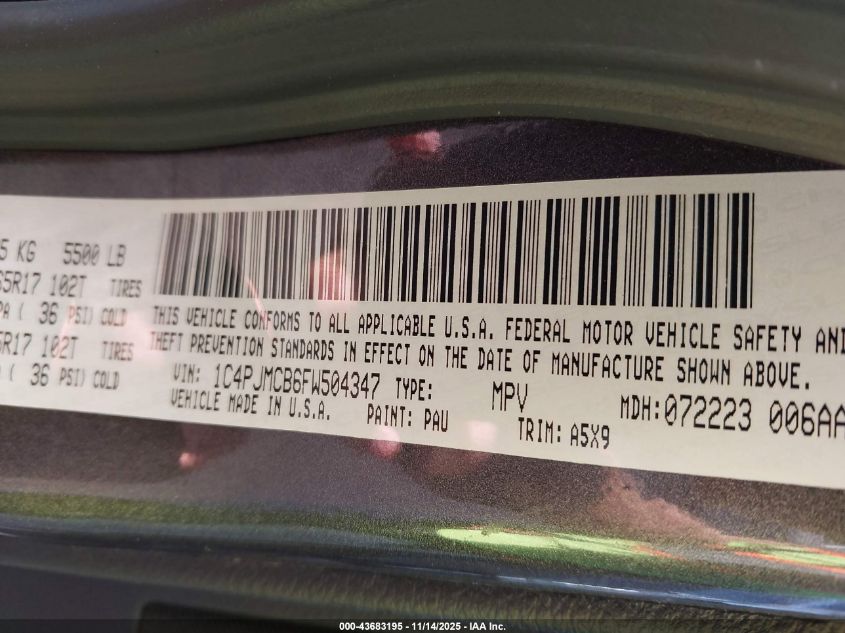 5 KG 5500 LB
65R17 102T TIRES
PA ( 36 PSI) COLD
5R17 102T TIRES
( 36 PSI) COLD
THIS VEHICLE CONFORMS TO ALL APPLICABLE U.S.A. FEDERAL MOTOR VEHICLE SAFETY AND
THEFT PREVENTION STANDARDS IN EFFECT ON THE DATE OF MANUFACTURE SHOWN ABOVE.
VIN: 1C4PJMCB6FW504347 TYPE: MPV MDH:072223 006AA
VEHICLE MADE IN U.S.A. PAINT: PAU TRIM: A5X9
000-43683195 - 11/14/2025 - IAA Inc.